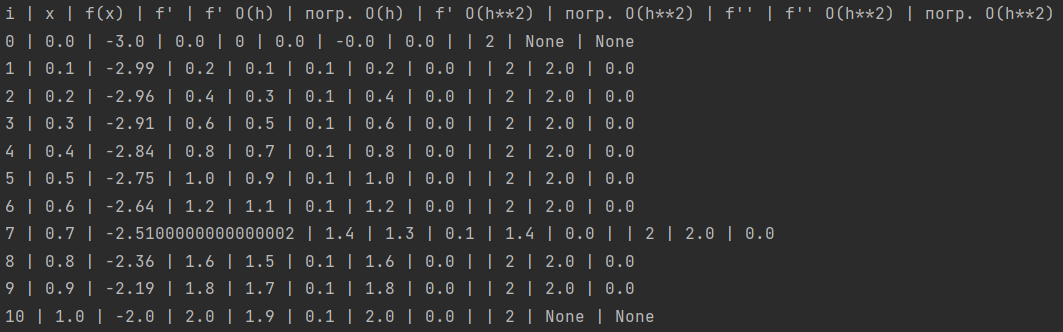 i | x | f(x) | f' | f' O(h) | погр. O(h) | f' O(h**2) | погр. O(h**2) | f'' | f'' O(h**2) | погр. O(h**2)
0 | 0.0 | -3.0 | 0.0 | 0 | 0.0 | -0.0 | 0.0 | | 2 | None | None
1 | 0.1 | -2.99 | 0.2 | 0.1 | 0.1 | 0.2 | 0.0 | | 2 | 2.0 | 0.0
2 | 0.2 | -2.96 | 0.4 | 0.3 | 0.1 | 0.4 | 0.0 | | 2 | 2.0 | 0.0
3 | 0.3 | -2.91 | 0.6 | 0.5 | 0.1 | 0.6 | 0.0 | | 2 | 2.0 | 0.0
4 | 0.4 | -2.84 | 0.8 | 0.7 | 0.1 | 0.8 | 0.0 | | 2 | 2.0 | 0.0
5 | 0.5 | -2.75 | 1.0 | 0.9 | 0.1 | 1.0 | 0.0 | | 2 | 2.0 | 0.0
6 | 0.6 | -2.64 | 1.2 | 1.1 | 0.1 | 1.2 | 0.0 | | 2 | 2.0 | 0.0
7 | 0.7 | -2.5100000000000002 | 1.4 | 1.3 | 0.1 | 1.4 | 0.0 | | 2 | 2.0 | 0.0
8 | 0.8 | -2.36 | 1.6 | 1.5 | 0.1 | 1.6 | 0.0 | | 2 | 2.0 | 0.0
9 | 0.9 | -2.19 | 1.8 | 1.7 | 0.1 | 1.8 | 0.0 | | 2 | 2.0 | 0.0
10 | 1.0 | -2.0 | 2.0 | 1.9 | 0.1 | 2.0 | 0.0 | | 2 | None | None